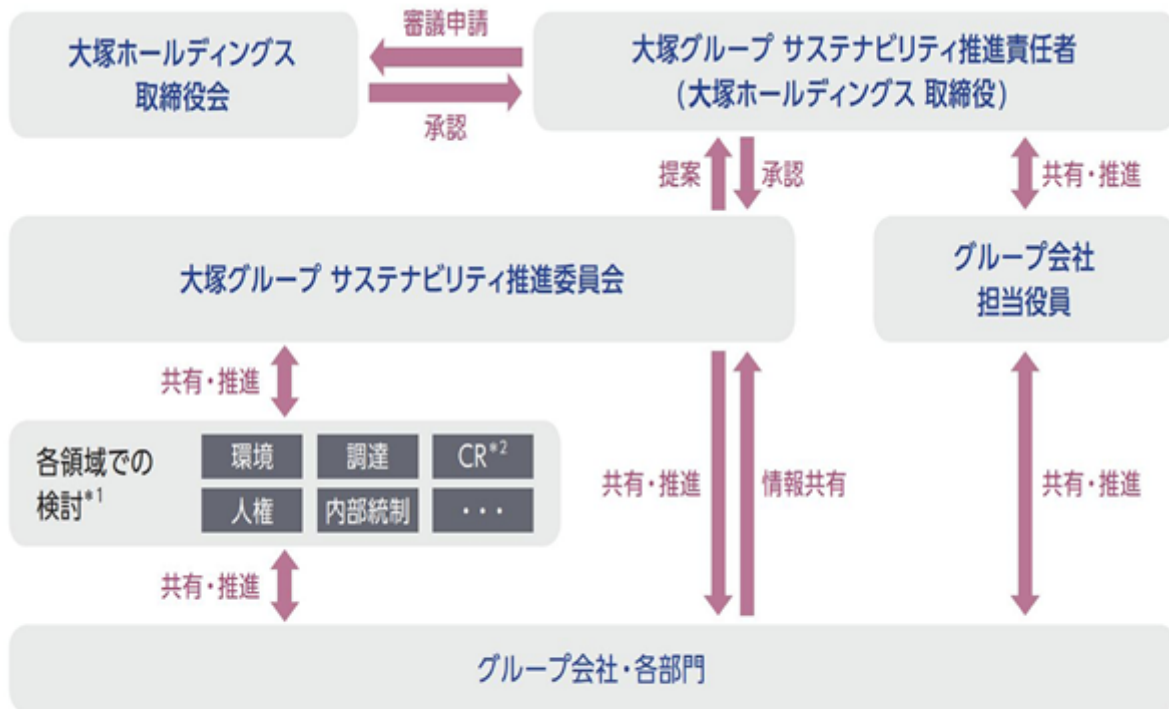 審議申請
大塚ホールディングス
取締役会
大塚グループ サステナビリティ推進責任者
(大塚ホールディングス 取締役)
承認
提案
承認
共有・推進
大塚グループ サステナビリティ推進委員会
グループ会社
担当役員
共有・推進
各領域での
検討*1
環境
調達
CR*2
人権
内部統制
・・・
共有・推進
情報共有
共有・推進
共有・推進
グループ会社・各部門